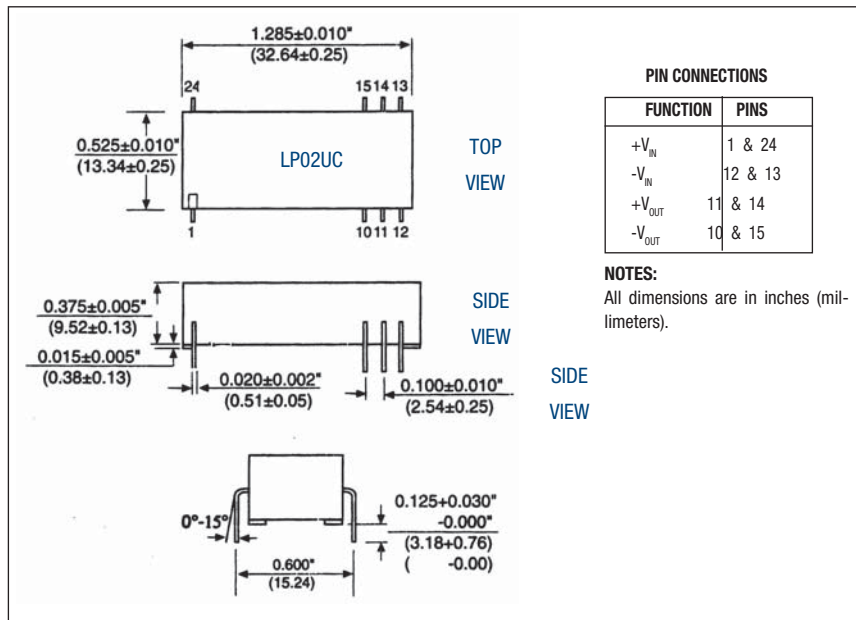 1.285±0.010"
(32.64±0.25)
24
15 14 13
0.525±0.010"
(13.34±0.25)
LP02UC
TOP
VIEW
1
10 11 12
PIN CONNECTIONS
FUNCTION PINS
+V_IN 1 & 24
-V_IN 12 & 13
+V_OUT 11 & 14
-V_OUT 10 & 15
NOTES:
All dimensions are in inches (mil-
limeters).
0.375±0.005"
(9.52±0.13)
SIDE
VIEW
0.015±0.005"
(0.38±0.13)
0.020±0.002"
(0.51±0.05)
0.100±0.010"
(2.54±0.25)
SIDE
VIEW
0°-15°
0.125+0.030"
-0.000"
(3.18+0.76)
( -0.00)
0.600"
(15.24)